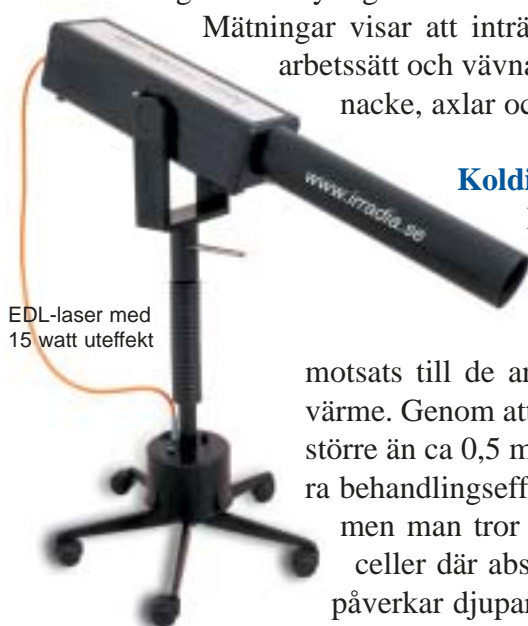 Mätningar visar att inträ
arbetssätt och vävna
nacke, axlar oc
www.irradia.se
Koldi
EDL-laser med
15 watt uteffekt
motsats till de ar
värme. Genom att
större än ca 0,5 m
ra behandlingseff
men man tror
celler där abs
påverkar djupar